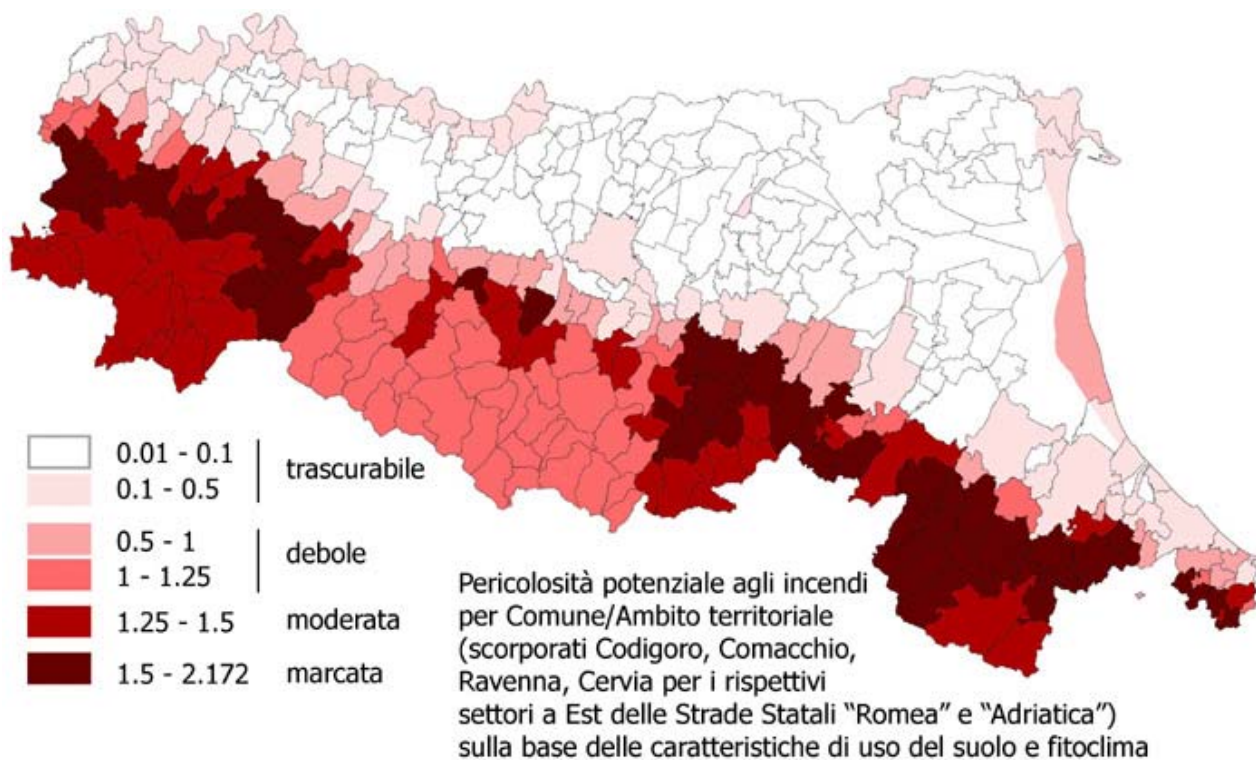 0.01 - 0.1
trascurabile
0.1 - 0.5
0.5 - 1
debole
1 - 1.25
1.25 - 1.5 moderata
1.5 - 2.172 marcata
Pericolosità potenziale agli incendi
per Comune/Ambito territoriale
(scorporati Codigoro, Comacchio,
Ravenna, Cervia per i rispettivi
settori a Est delle Strade Statali “Romea” e “Adriatica”)
sulla base delle caratteristiche di uso del suolo e fitoclima